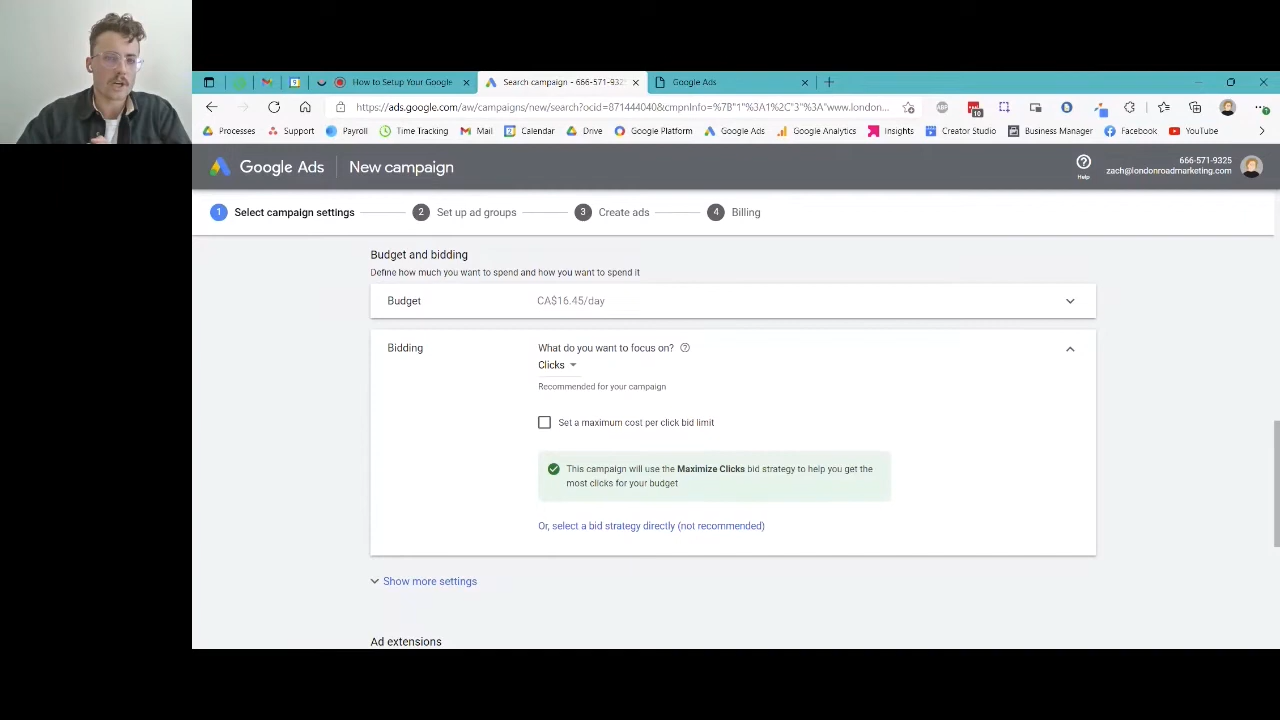 How to Setup Your Google
Search campaign - 666-571-932
Google Ads
https://ads.google.com/aw/campaigns/new/search?ocid=871444040&cmpnInfo=%7B"1"%3A1%2C"3"%3A"www.london...
10
Processes
Support
Payroll
Time Tracking
Mail
Calendar
Drive
Google Platform
Google Ads
Google Analytics
Insights
Creator Studio
Business Manager
Facebook
YouTube
Google Ads
New campaign
Help
666-571-9325
zach@londonroadmarketing.com
1 Select campaign settings
2 Set up ad groups
3 Create ads
4 Billing
Budget and bidding
Define how much you want to spend and how you want to spend it
Budget
CA$16.45/day
Bidding
What do you want to focus on?
Clicks
Recommended for your campaign
Set a maximum cost per click bid limit
This campaign will use the Maximize Clicks bid strategy to help you get the
most clicks for your budget
Or, select a bid strategy directly (not recommended)
Show more settings
Ad extensions